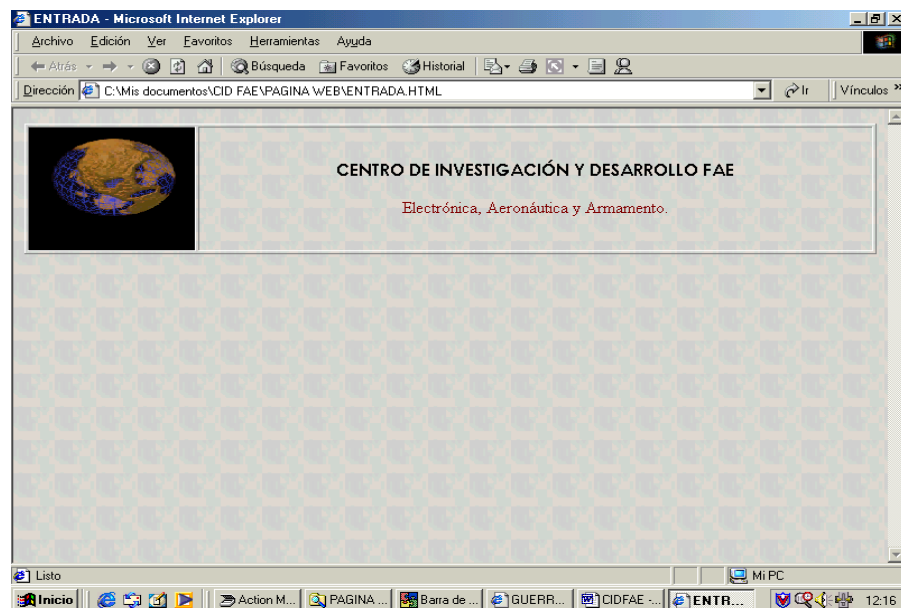 ENTRADA - Microsoft Internet Explorer
Archivo Edición Ver Favoritos Herramientas Ayuda
Atrás Búsqueda Favoritos Historial
Dirección C:\Mis documentos\CID FAE\PAGINA WEB\ENTRADA.HTML Ir Vínculos »
CENTRO DE INVESTIGACIÓN Y DESARROLLO FAE
Electrónica, Aeronáutica y Armamento.
Listo Mi PC
Inicio Action M... PAGINA ... Barra de ... GUERR... CIDFAE -... ENTR... 12:16